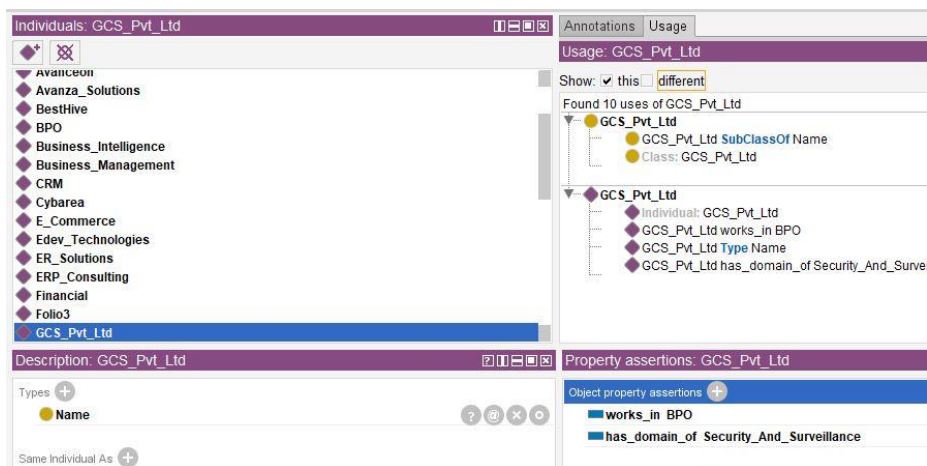 Individuals: GCS_Pvt_Ltd
Avanceon
Avanza_Solutions
BestHive
BPO
Business_Intelligence
Business_Management
CRM
Cybarea
E_Commerce
Edev_Technologies
ER_Solutions
ERP_Consulting
Financial
Folio3
GCS_Pvt_Ltd
Annotations Usage
Usage: GCS_Pvt_Ltd
Show: this different
Found 10 uses of GCS_Pvt_Ltd
GCS_Pvt_Ltd
GCS_Pvt_Ltd SubClassOf Name
Class: GCS_Pvt_Ltd
GCS_Pvt_Ltd
Individual: GCS_Pvt_Ltd
GCS_Pvt_Ltd works_in BPO
GCS_Pvt_Ltd Type Name
GCS_Pvt_Ltd has_domain_of Security_And_Survei
Description: GCS_Pvt_Ltd
Types
Name
Same Individual As
Property assertions: GCS_Pvt_Ltd
Object property assertions
works_in BPO
has_domain_of Security_And_Surveillance